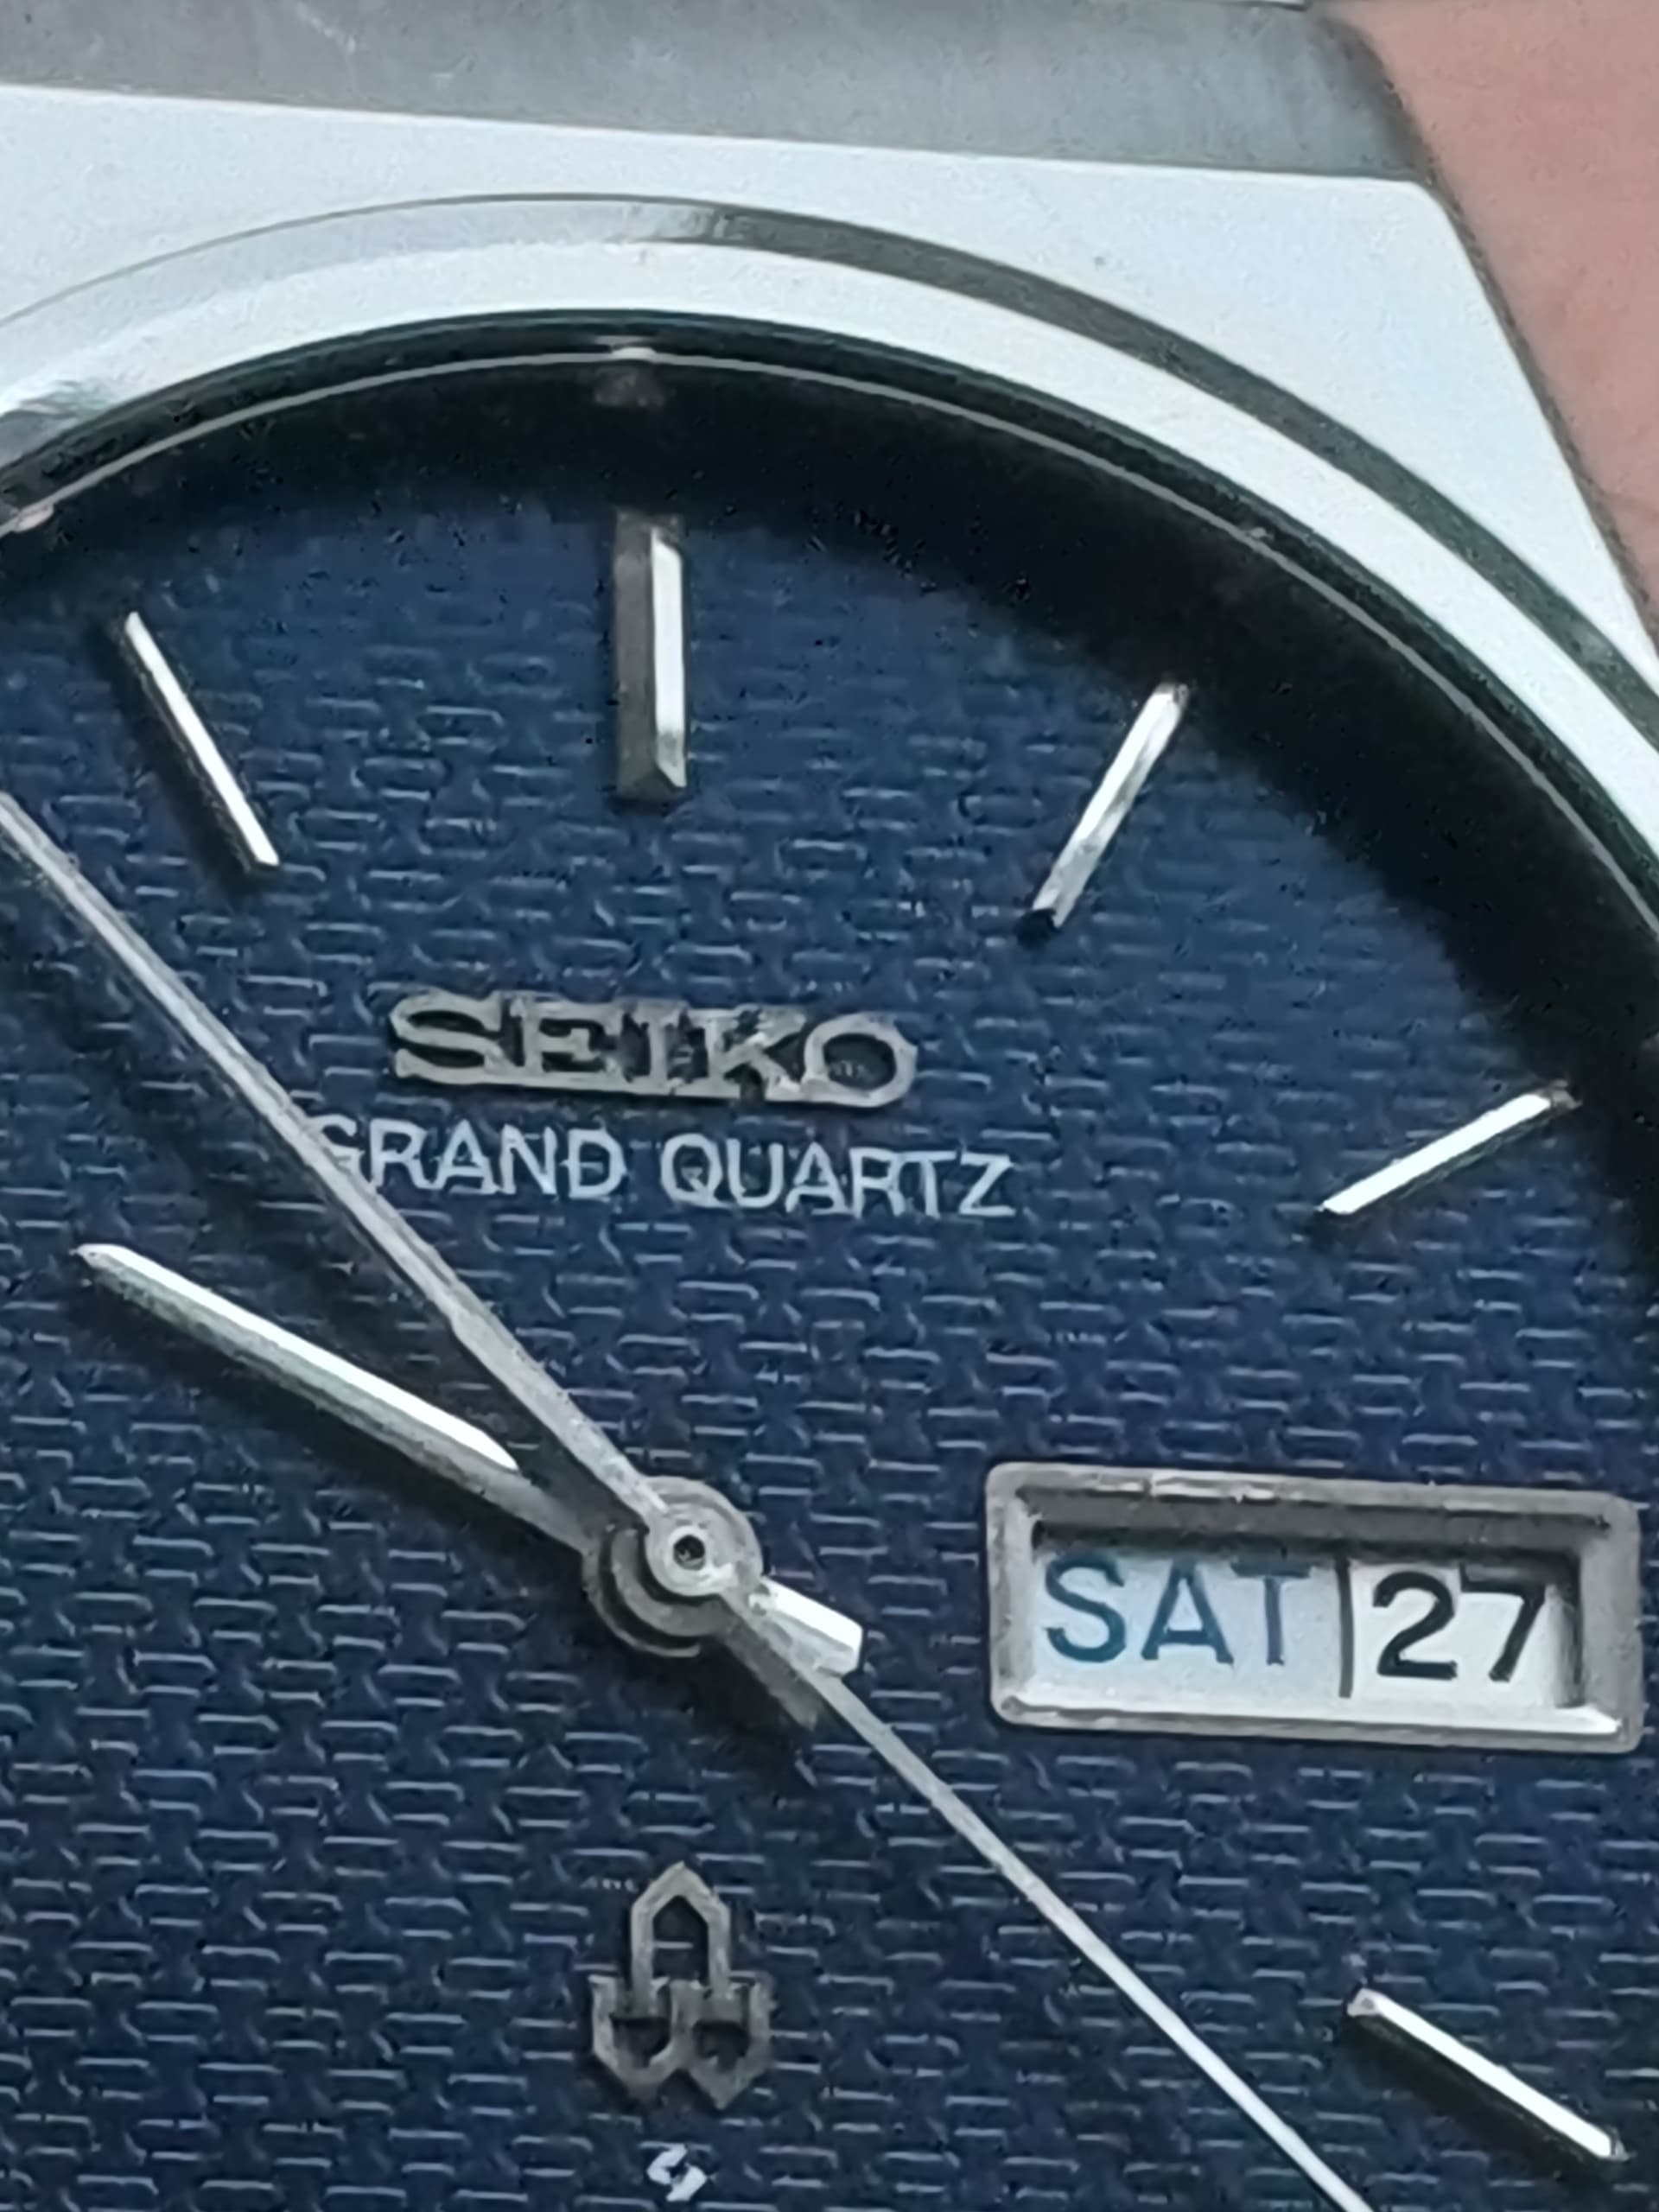 SEIKO
GRAND QUARTZ
SAT 27